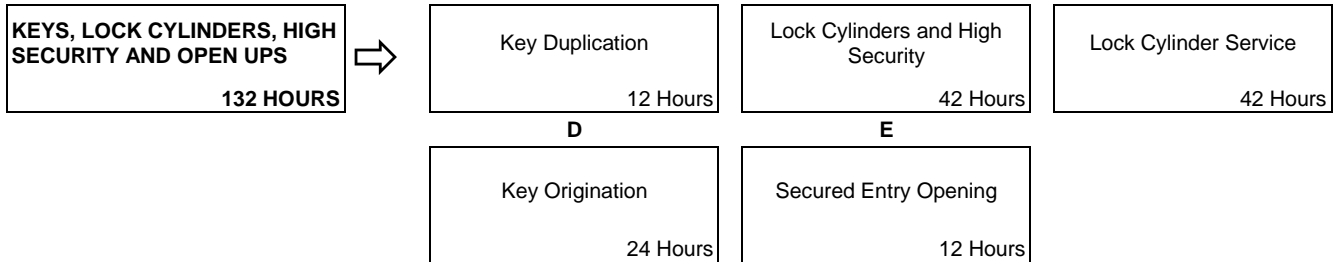 KEYS, LOCK CYLINDERS, HIGH
SECURITY AND OPEN UPS
132 HOURS
Key Duplication
12 Hours
Lock Cylinders and High
Security
42 Hours
Lock Cylinder Service
42 Hours
D
E
Key Origination
24 Hours
Secured Entry Opening
12 Hours